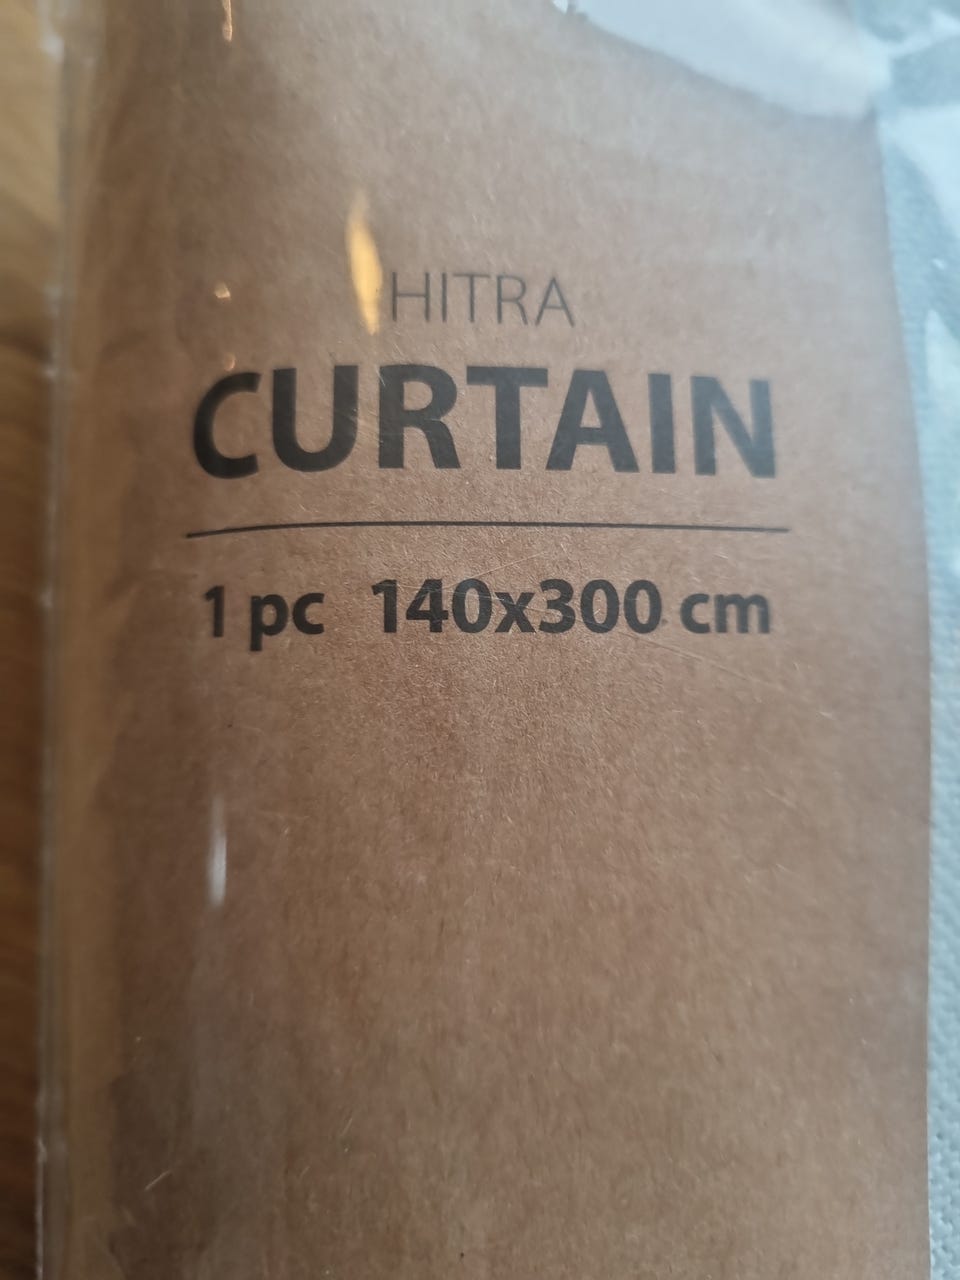 HITRA
CURTAIN
1 pc 140x300 cm